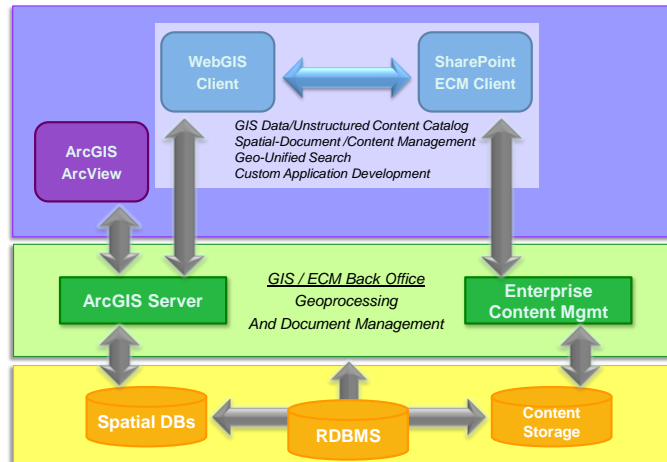 WebGIS
Client
SharePoint
ECM Client
GIS Data/Unstructured Content Catalog
Spatial-Document /Content Management
Geo-Unified Search
Custom Application Development
ArcGIS
ArcView
ArcGIS Server
GIS / ECM Back Office
Geoprocessing
And Document Management
Enterprise
Content Mgmt
Spatial DBs
RDBMS
Content
Storage